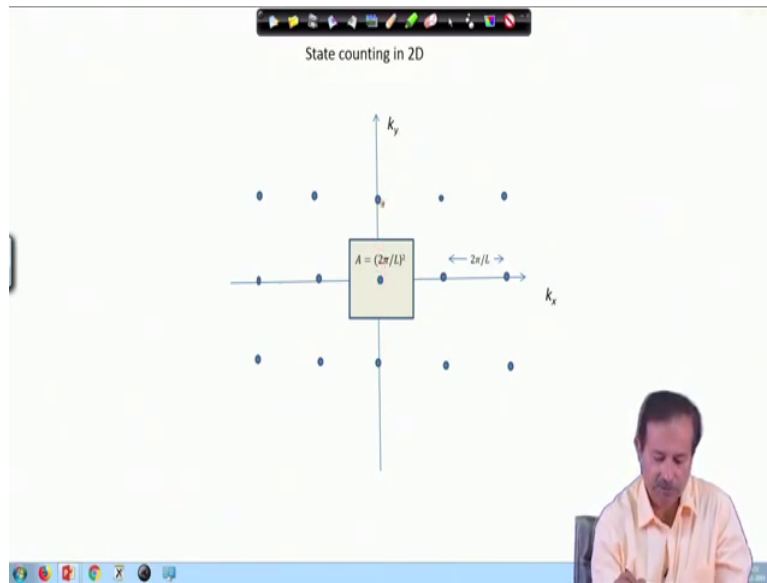 State counting in 2D
k_y
A = (2π/L)²
2π/L
k_x